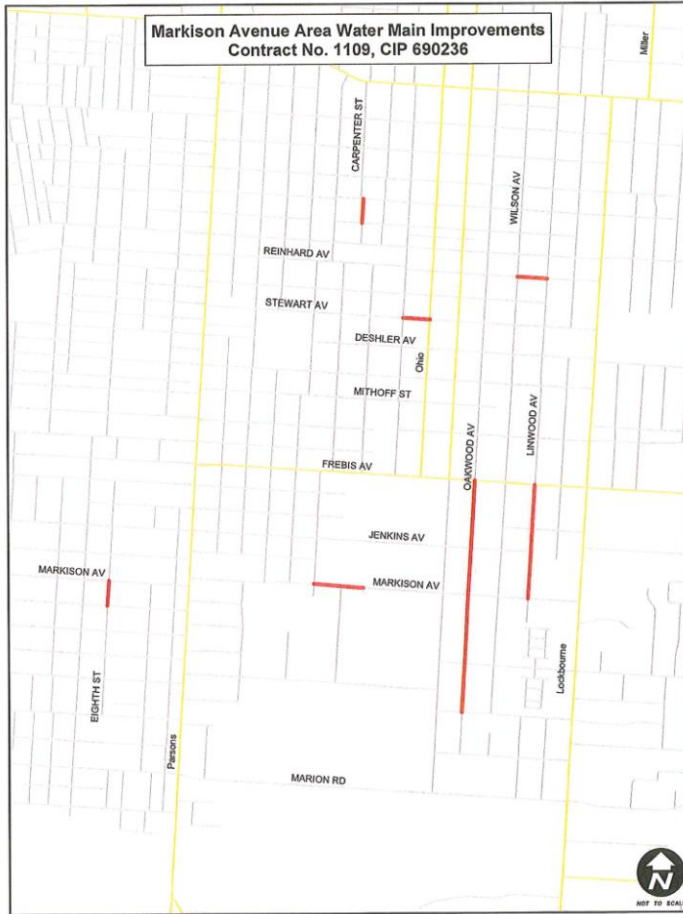 Markison Avenue Area Water Main Improvements
Contract No. 1109, CIP 690236
Miller
CARPENTER ST
WILSON AV
REINHARD AV
STEWART AV
DESHLER AV
Ohio
MITHOFF ST
LINWOOD AV
OAKWOOD AV
FREBIS AV
JENKINS AV
MARKISON AV
MARKISON AV
Lockbourne
EIGHTH ST
Parsons
MARION RD
N
NOT TO SCALE